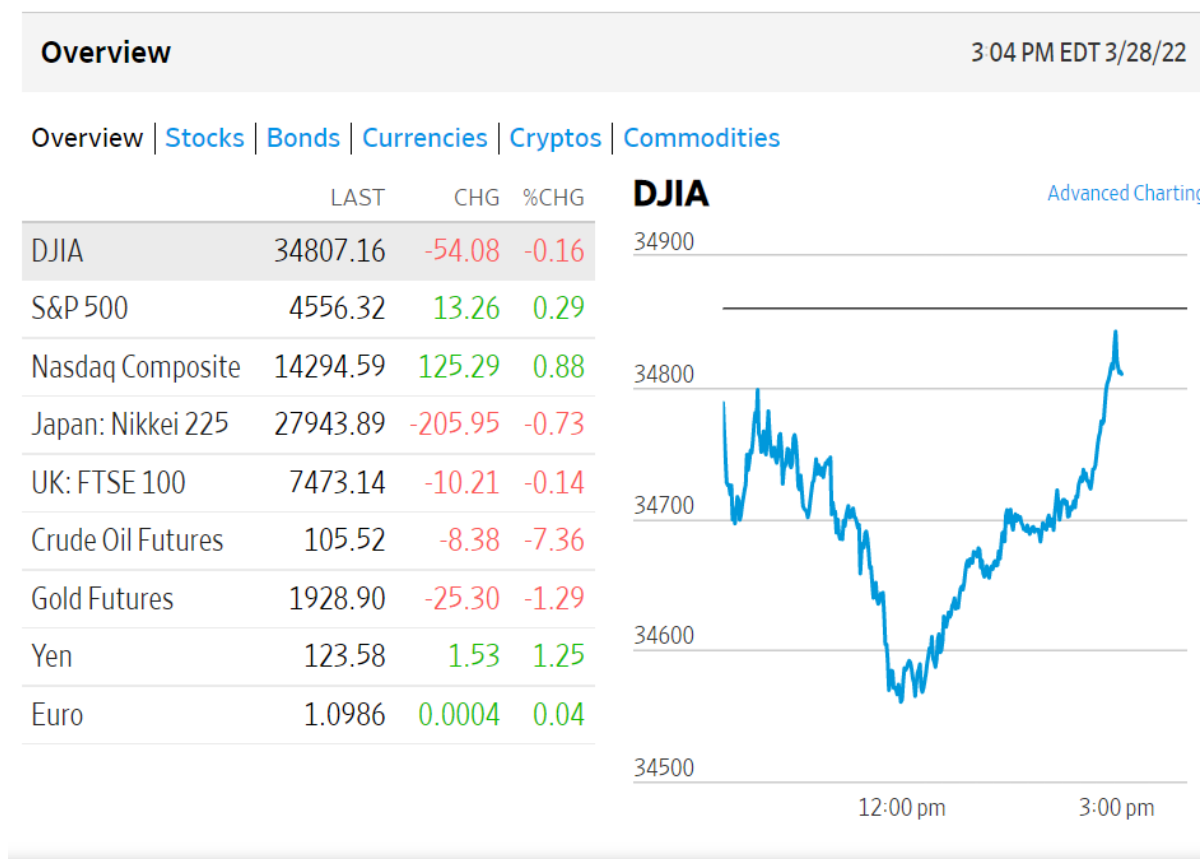 Overview
3:04 PM EDT 3/28/22
Overview | Stocks | Bonds | Currencies | Cryptos | Commodities
LAST CHG %CHG
DJIA 34807.16 -54.08 -0.16
S&P 500 4556.32 13.26 0.29
Nasdaq Composite 14294.59 125.29 0.88
Japan: Nikkei 225 27943.89 -205.95 -0.73
UK: FTSE 100 7473.14 -10.21 -0.14
Crude Oil Futures 105.52 -8.38 -7.36
Gold Futures 1928.90 -25.30 -1.29
Yen 123.58 1.53 1.25
Euro 1.0986 0.0004 0.04
DJIA
Advanced Charting
34900
34800
34700
34600
34500
12:00 pm 3:00 pm